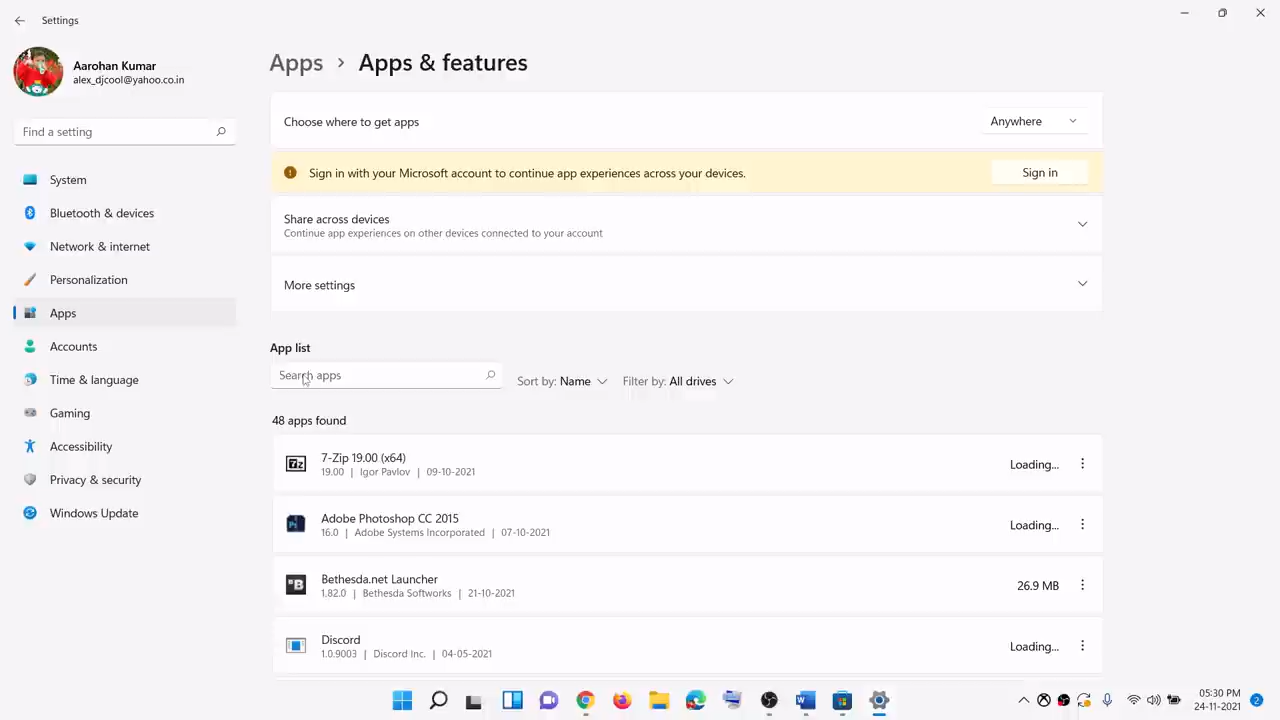 Settings
Aarohan Kumar
alex_djcool@yahoo.co.in
Find a setting
System
Bluetooth & devices
Network & internet
Personalization
Apps
Accounts
Time & language
Gaming
Accessibility
Privacy & security
Windows Update
Apps > Apps & features
Choose where to get apps
Anywhere
Sign in with your Microsoft account to continue app experiences across your devices.
Sign in
Share across devices
Continue app experiences on other devices connected to your account
More settings
App list
Search apps
Sort by: Name
Filter by: All drives
48 apps found
7-Zip 19.00 (x64)
19.00 | Igor Pavlov | 09-10-2021
Loading...
Adobe Photoshop CC 2015
16.0 | Adobe Systems Incorporated | 07-10-2021
Loading...
Bethesda.net Launcher
1.82.0 | Bethesda Softworks | 21-10-2021
26.9 MB
Discord
1.0.9003 | Discord Inc. | 04-05-2021
Loading...
05:30 PM
24-11-2021
2